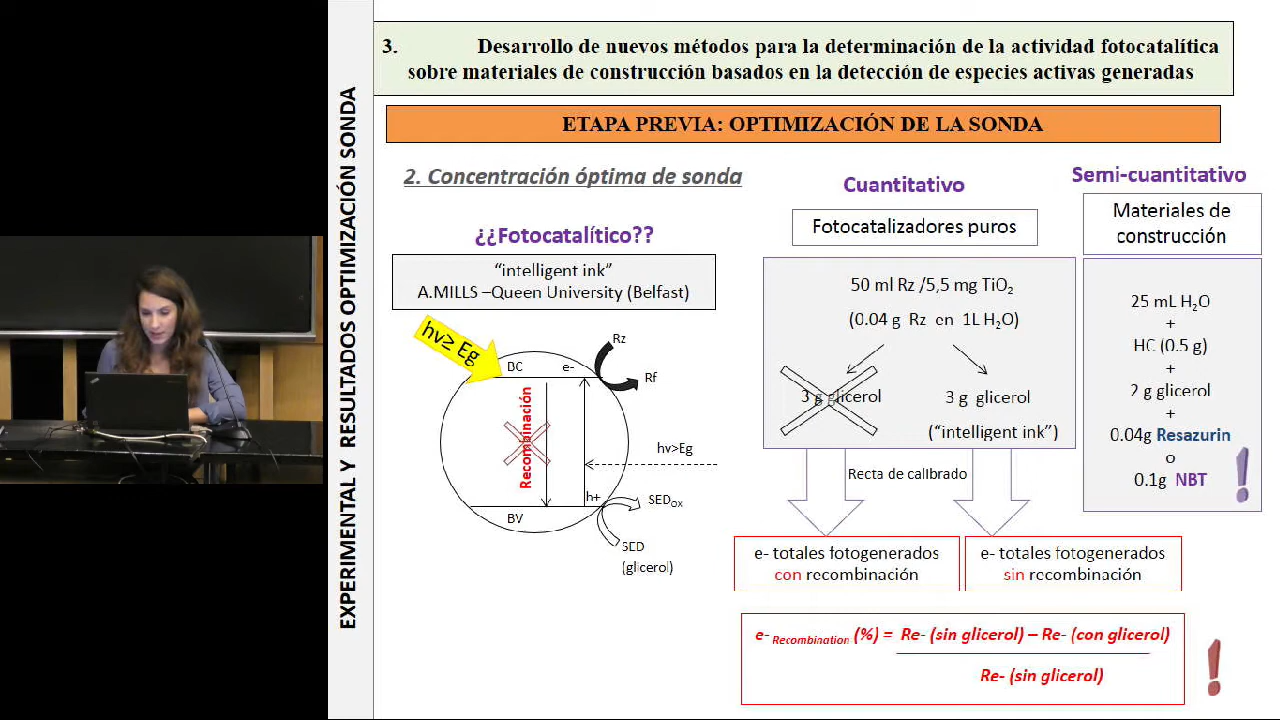 EXPERIMENTAL Y RESULTADOS OPTIMIZACIÓN SONDA
3. Desarrollo de nuevos métodos para la determinación de la actividad fotocatalítica
sobre materiales de construcción basados en la detección de especies activas generadas
ETAPA PREVIA: OPTIMIZACIÓN DE LA SONDA
2. Concentración óptima de sonda
¿¿Fotocatalítico??
"intelligent ink"
A.MILLS –Queen University (Belfast)
hv≥ Eg
BC
e-
Rz
Rf
Recombinación
hv>Eg
h+
BV
SEDox
SED
(glicerol)
Cuantitativo
Fotocatalizadores puros
50 ml Rz /5,5 mg TiO₂
(0.04 g Rz en 1L H₂O)
3 g glicerol
3 g glicerol
("intelligent ink")
Recta de calibrado
e- totales fotogenerados
con recombinación
e- totales fotogenerados
sin recombinación
Semi-cuantitativo
Materiales de
construcción
25 mL H₂O
+
HC (0.5 g)
+
2 g glicerol
+
0.04g Resazurin
o
0.1g NBT
!
e- Recombination (%) = Re- (sin glicerol) – Re- (con glicerol)
Re- (sin glicerol)
!